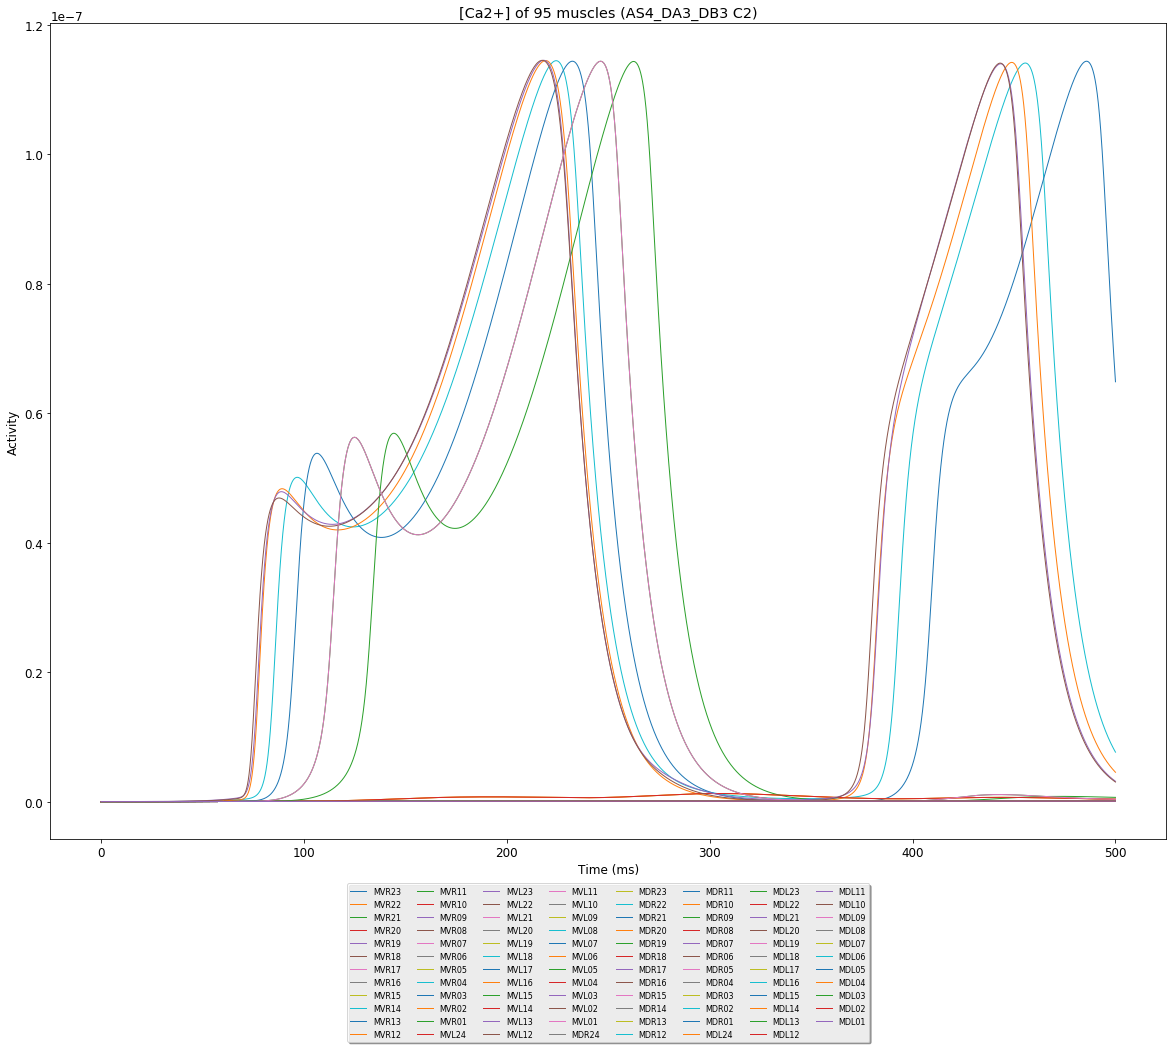 [Ca2+] of 95 muscles (AS4_DA3_DB3 C2)
1e−7
1.2
1.0
0.8
0.6
0.4
0.2
0.0
Activity
0 100 200 300 400 500
Time (ms)
MVR23 MVR11 MVL23 MVL11 MDR23 MDR11 MDL23 MDL11
MVR22 MVR10 MVL22 MVL10 MDR22 MDR10 MDL22 MDL10
MVR21 MVR09 MVL21 MVL09 MDR21 MDR09 MDL21 MDL09
MVR20 MVR08 MVL20 MVL08 MDR20 MDR08 MDL20 MDL08
MVR19 MVR07 MVL19 MVL07 MDR19 MDR07 MDL19 MDL07
MVR18 MVR06 MVL18 MVL06 MDR18 MDR06 MDL18 MDL06
MVR17 MVR05 MVL17 MVL05 MDR17 MDR05 MDL17 MDL05
MVR16 MVR04 MVL16 MVL04 MDR16 MDR04 MDL16 MDL04
MVR15 MVR03 MVL15 MVL03 MDR15 MDR03 MDL15 MDL03
MVR14 MVR02 MVL14 MVL02 MDR14 MDR02 MDL14 MDL02
MVR13 MVR01 MVL13 MVL01 MDR13 MDR01 MDL13 MDL01
MVR12 MVL24 MVL12 MDR24 MDR12 MDL24 MDL12